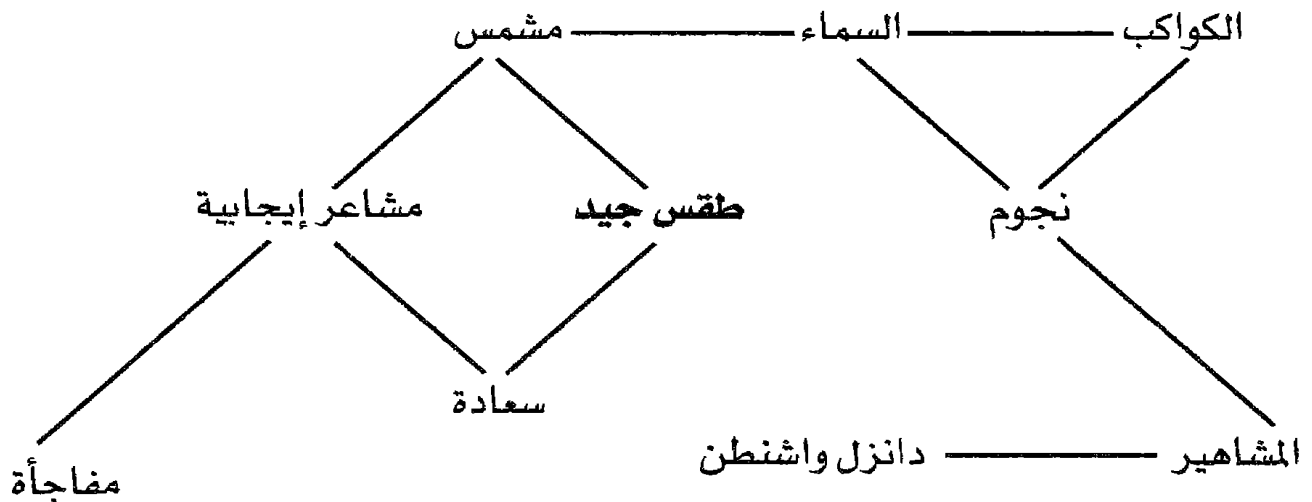 الكواكب السماء مشمس
نجوم طقس جيد مشاعر إيجابية
سعادة
المشاهير دانزل واشنطن
مفاجأة